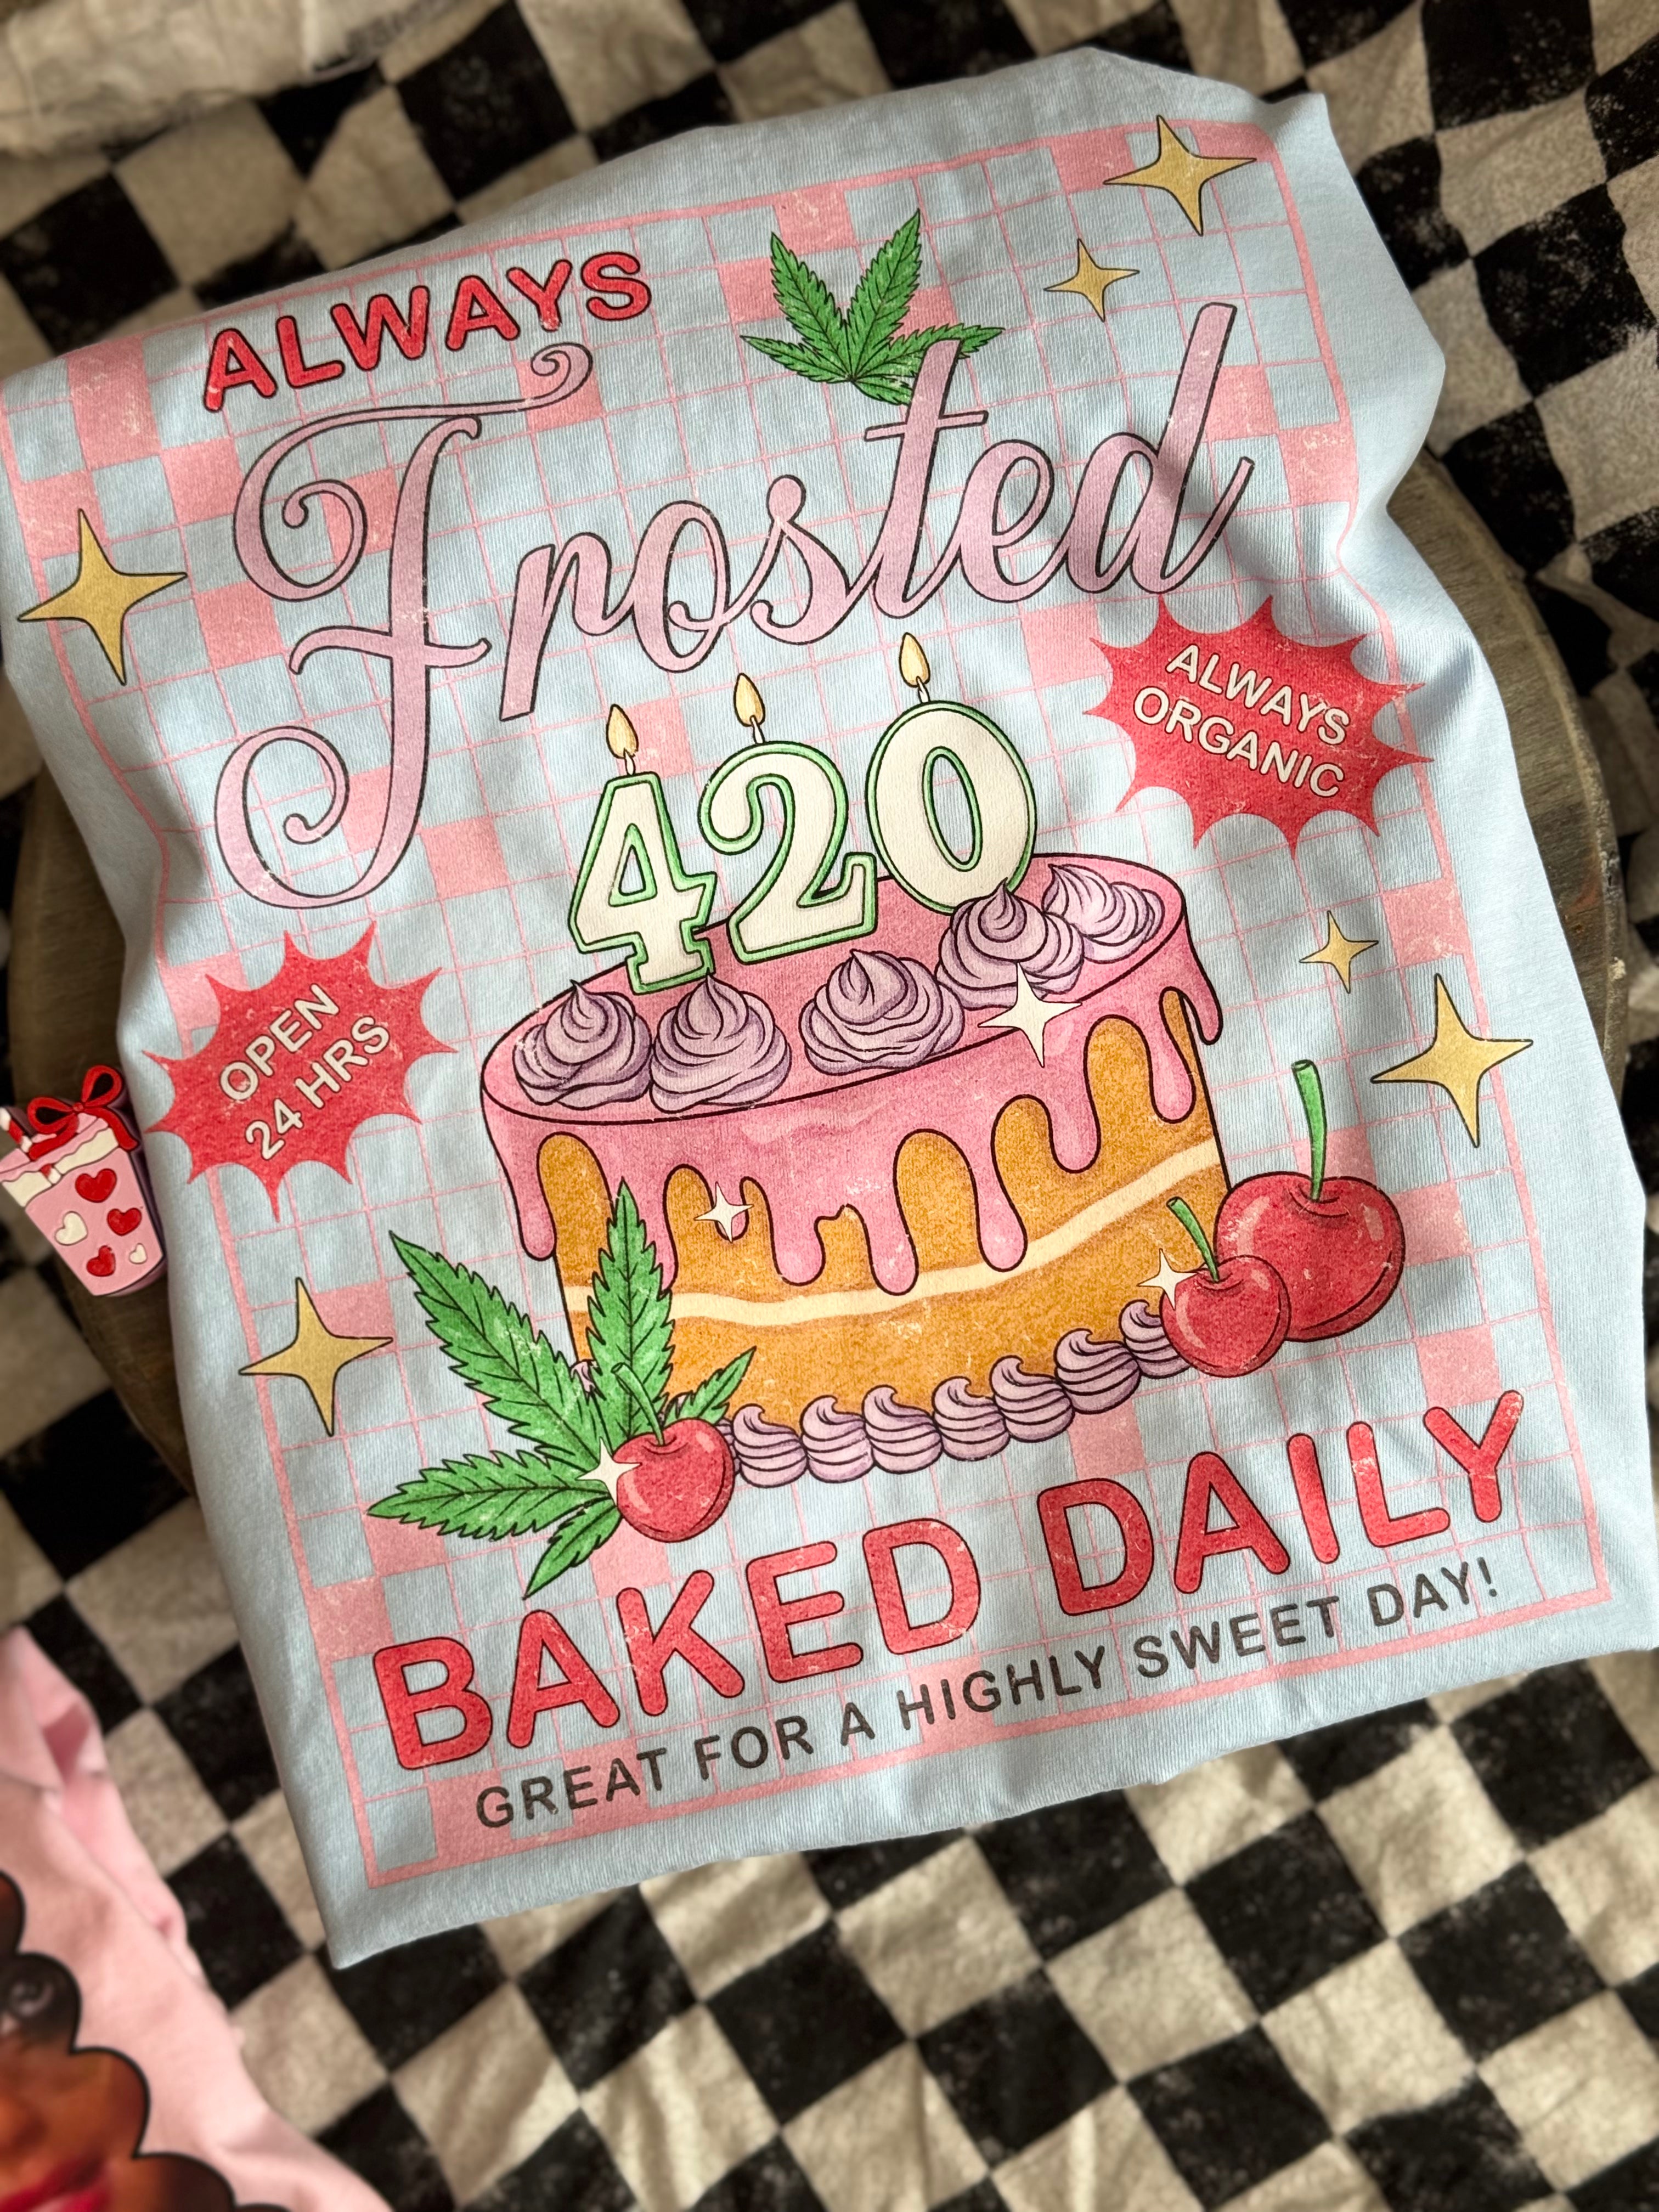 ALWAYS
Frosted
ALWAYS
ORGANIC
420
OPEN
24 HRS
BAKED DAILY
GREAT FOR A HIGHLY SWEET DAY!